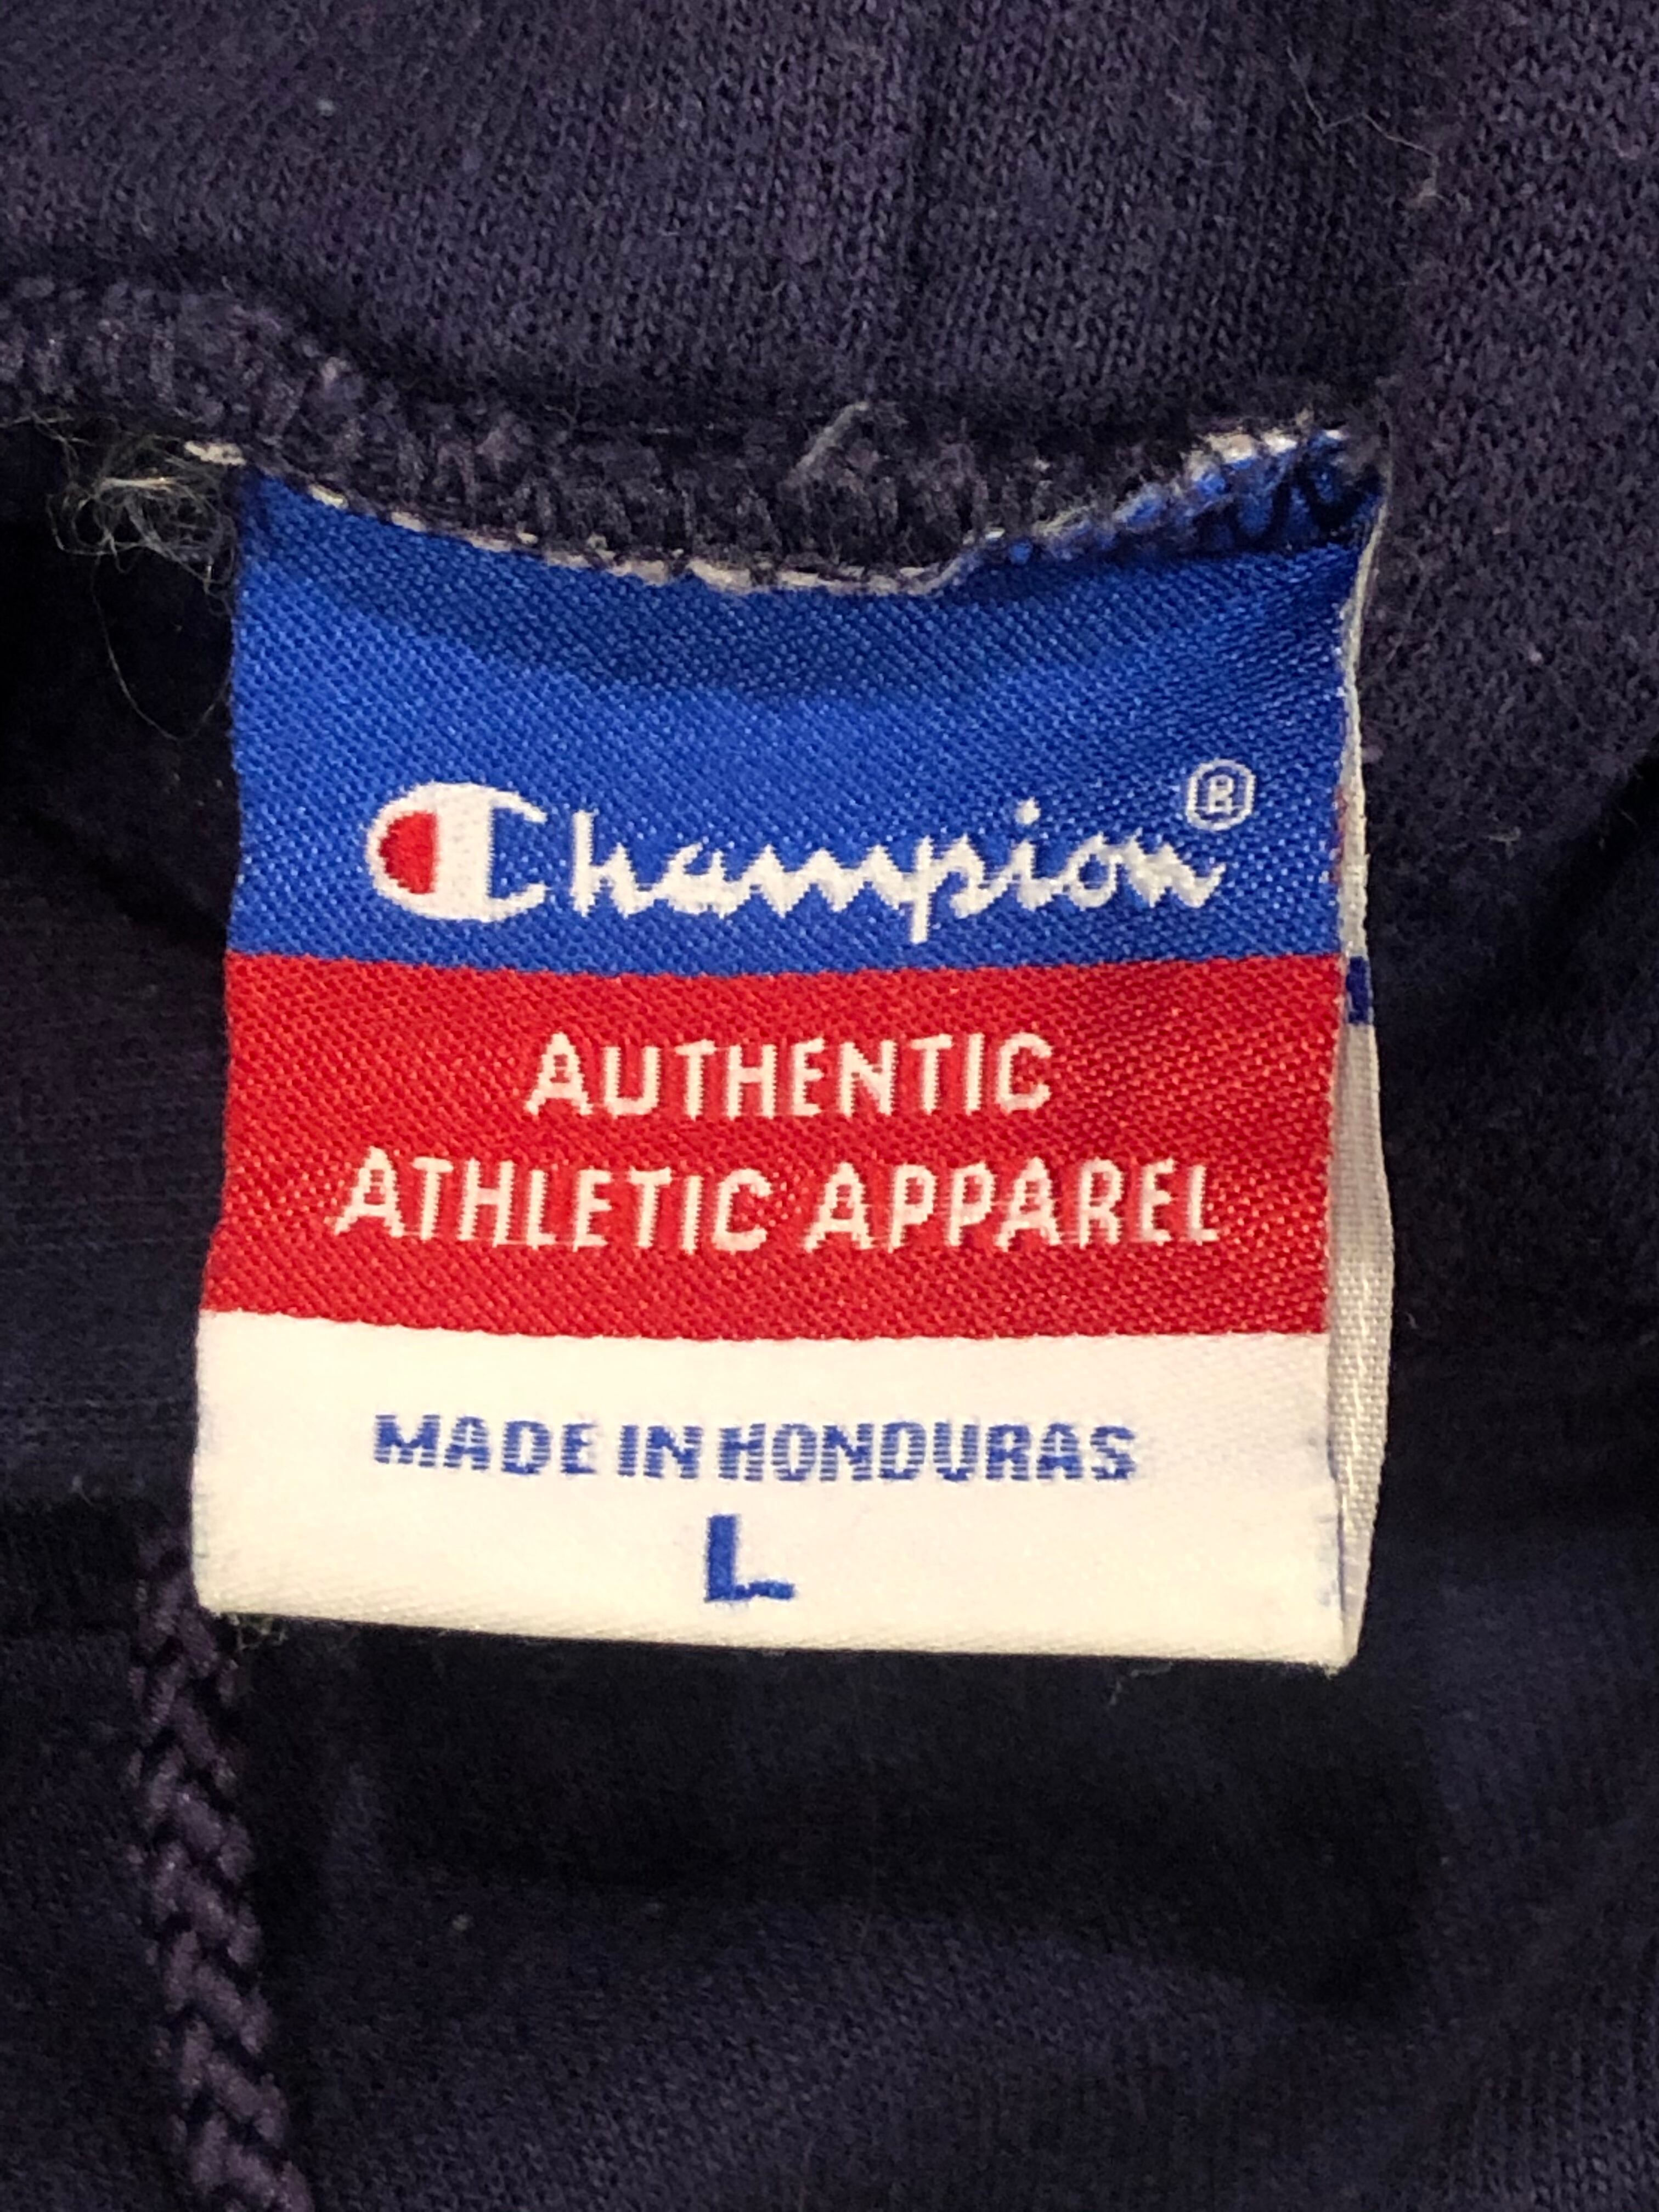 Champion®
AUTHENTIC
ATHLETIC APPAREL
MADE IN HONDURAS
L